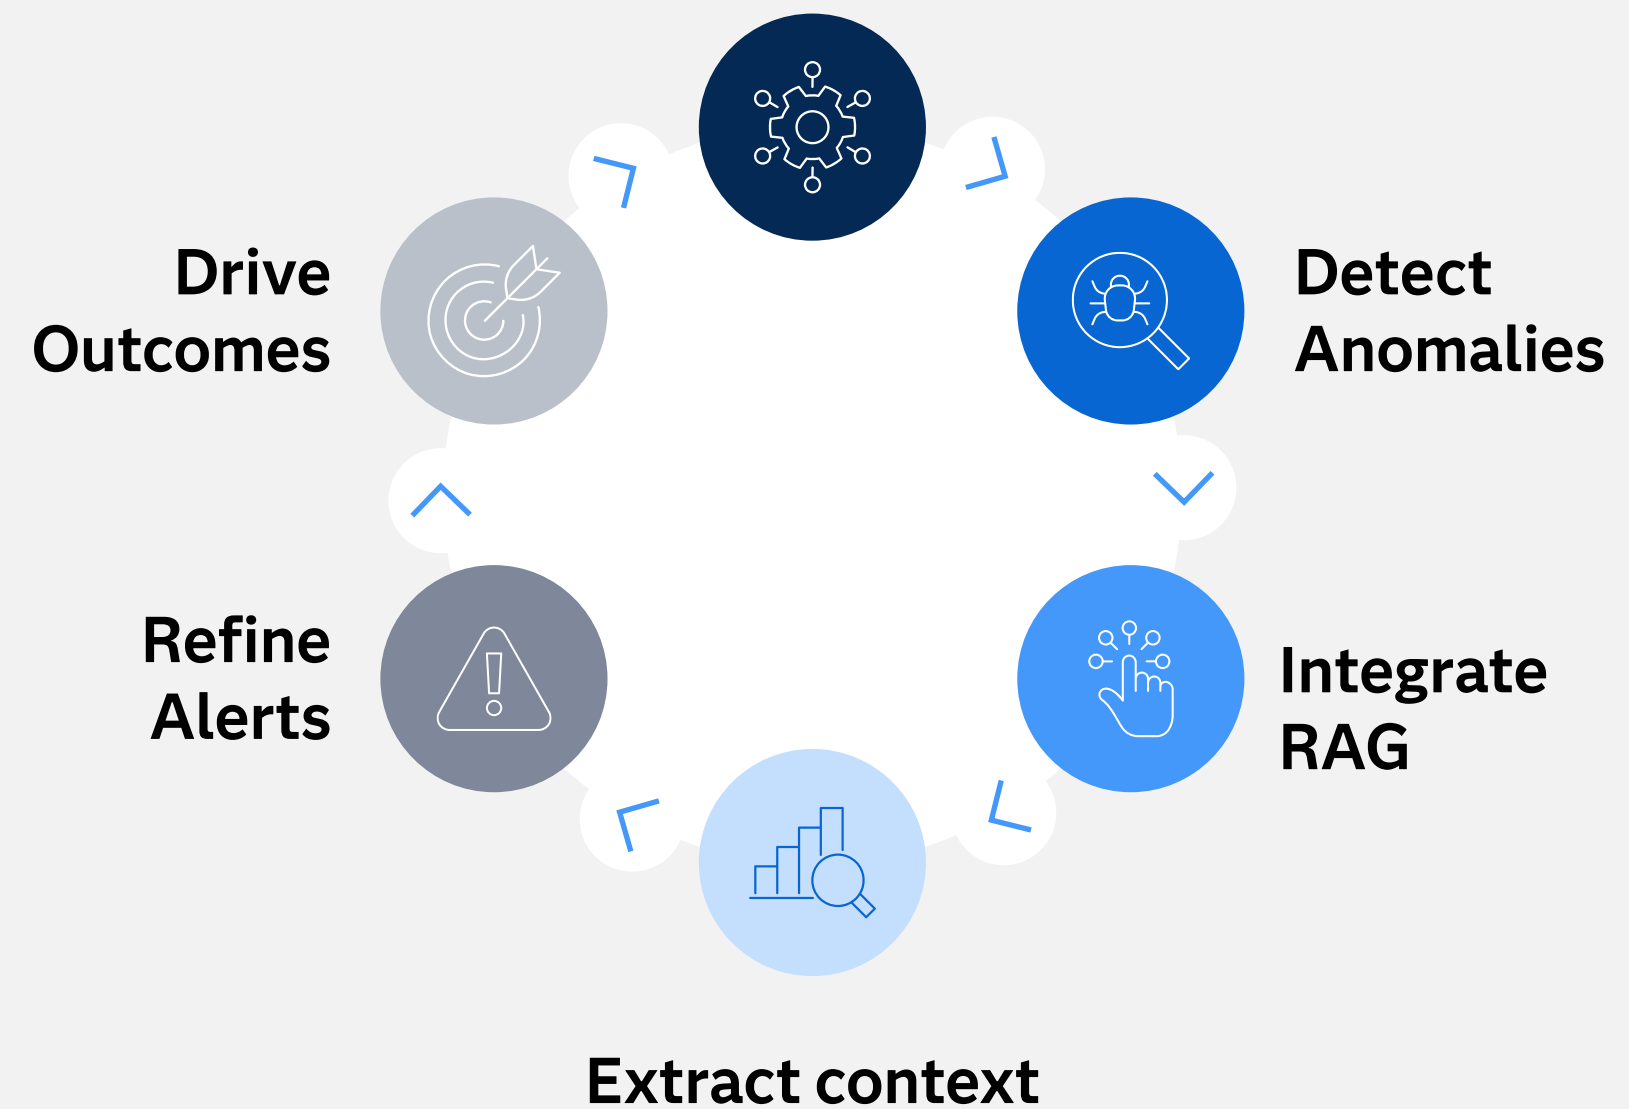 Drive
Outcomes
Detect
Anomalies
Refine
Alerts
Integrate
RAG
Extract context